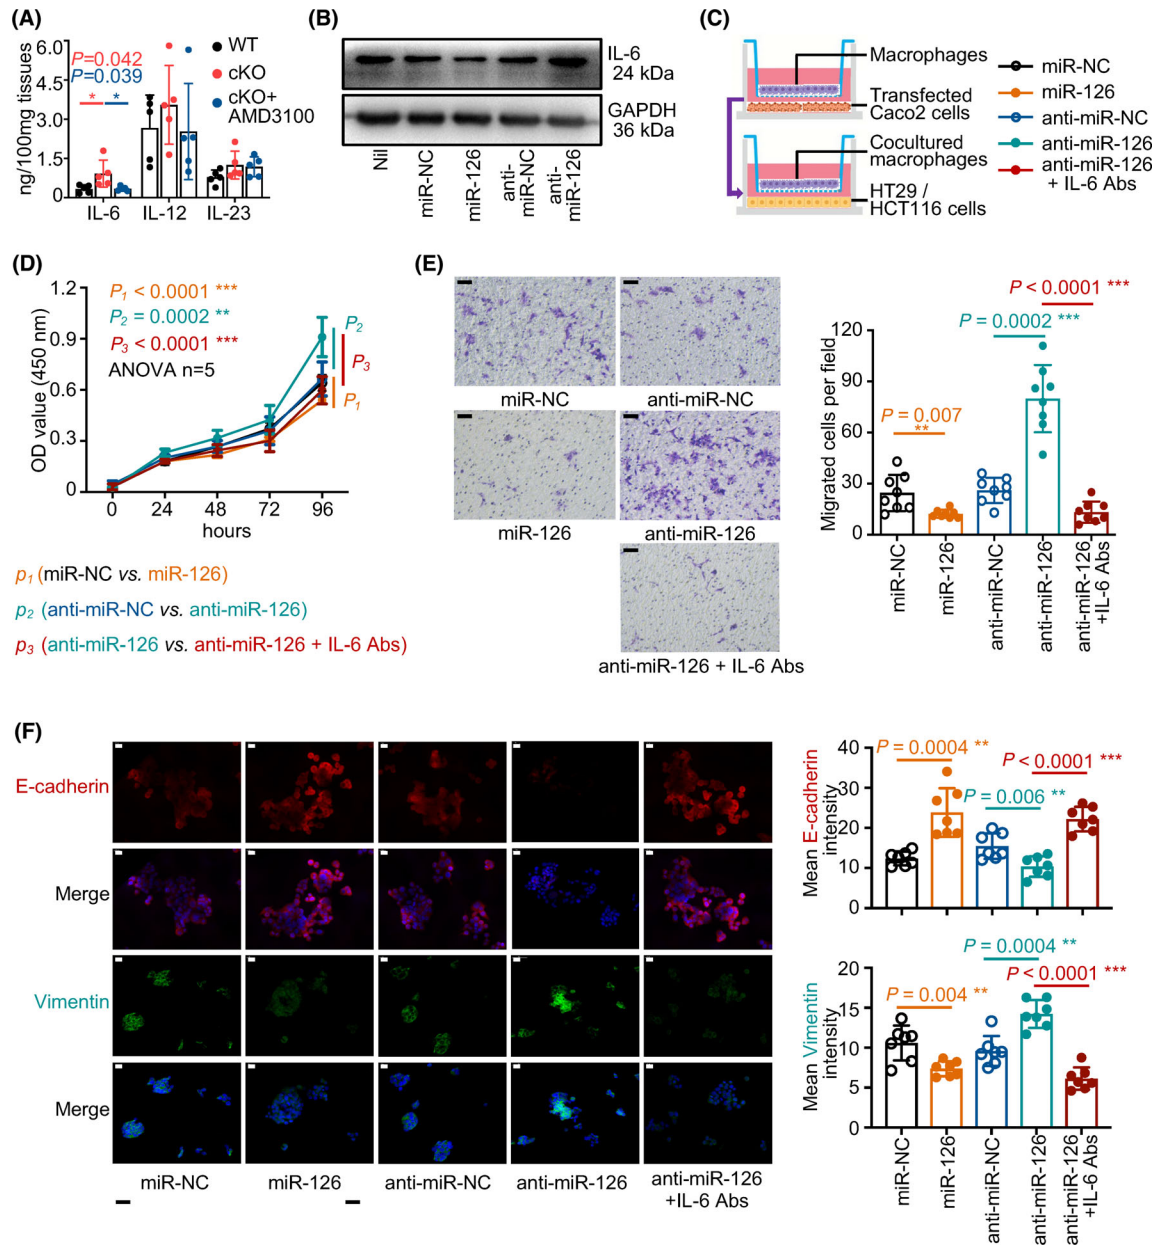 (A)
ng/100mg tissues
6.0
4.5
3.0
1.5
0
P=0.042
P=0.039
*
*
WT
cKO
cKO+
AMD3100
IL-6
IL-12
IL-23
(B)
IL-6
24 kDa
GAPDH
36 kDa
Nil
miR-NC
miR-126
anti-
miR-NC
anti-
miR-126
(C)
Macrophages
Transfected
Caco2 cells
Cocultured
macrophages
HT29 /
HCT116 cells
miR-NC
miR-126
anti-miR-NC
anti-miR-126
anti-miR-126
+ IL-6 Abs
(D)
OD value (450 nm)
1.2
0.9
0.6
0.3
0
P1 < 0.0001 ***
P2 = 0.0002 **
P3 < 0.0001 ***
ANOVA n=5
P2
P3
P1
0
24
48
72
96
hours
p1 (miR-NC vs. miR-126)
p2 (anti-miR-NC vs. anti-miR-126)
p3 (anti-miR-126 vs. anti-miR-126 + IL-6 Abs)
(E)
miR-NC
anti-miR-NC
miR-126
anti-miR-126
anti-miR-126 + IL-6 Abs
Migrated cells per field
120
90
60
30
0
P < 0.0001 ***
P = 0.0002 ***
P = 0.007
**
miR-NC
miR-126
anti-miR-NC
anti-miR-126
anti-miR-126
+IL-6 Abs
(F)
E-cadherin
Merge
Vimentin
Merge
miR-NC
miR-126
anti-miR-NC
anti-miR-126
anti-miR-126
+IL-6 Abs
Mean E-cadherin
intensity
40
30
20
10
0
P = 0.0004 **
P < 0.0001 ***
P = 0.006 **
Mean Vimentin
intensity
20
15
10
5
0
P = 0.0004 **
P < 0.0001 ***
P = 0.004 **
miR-NC
miR-126
anti-miR-NC
anti-miR-126
anti-miR-126
+IL-6 Abs